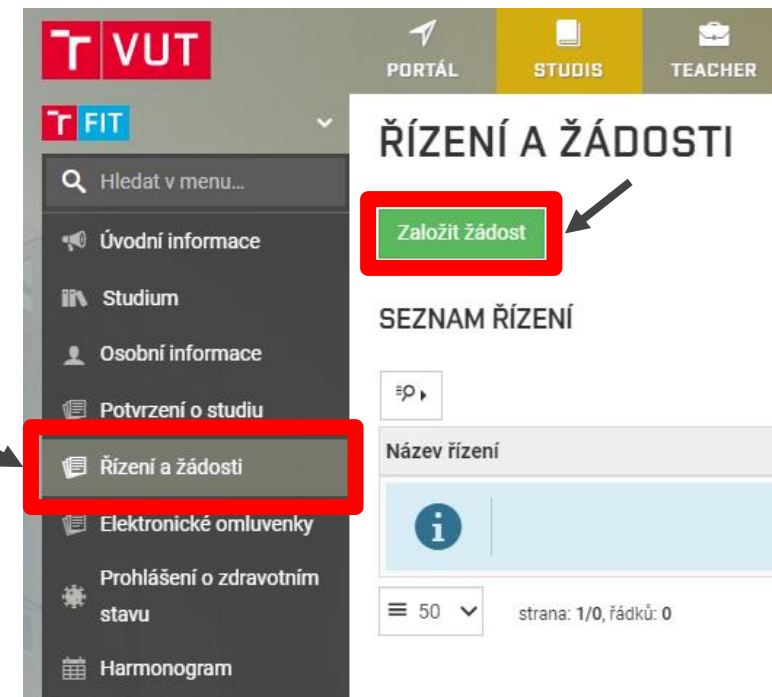 T VUT
PORTÁL
STUDIS
TEACHER
T FIT
Hledat v menu...
Úvodní informace
Studium
Osobní informace
Potvrzení o studiu
Řízení a žádosti
Elektronické omluvenky
Prohlášení o zdravotním
stavu
Harmonogram
ŘÍZENÍ A ŽÁDOSTI
Založit žádost
SEZNAM ŘÍZENÍ
Název řízení
50
strana: 1/0, řádků: 0